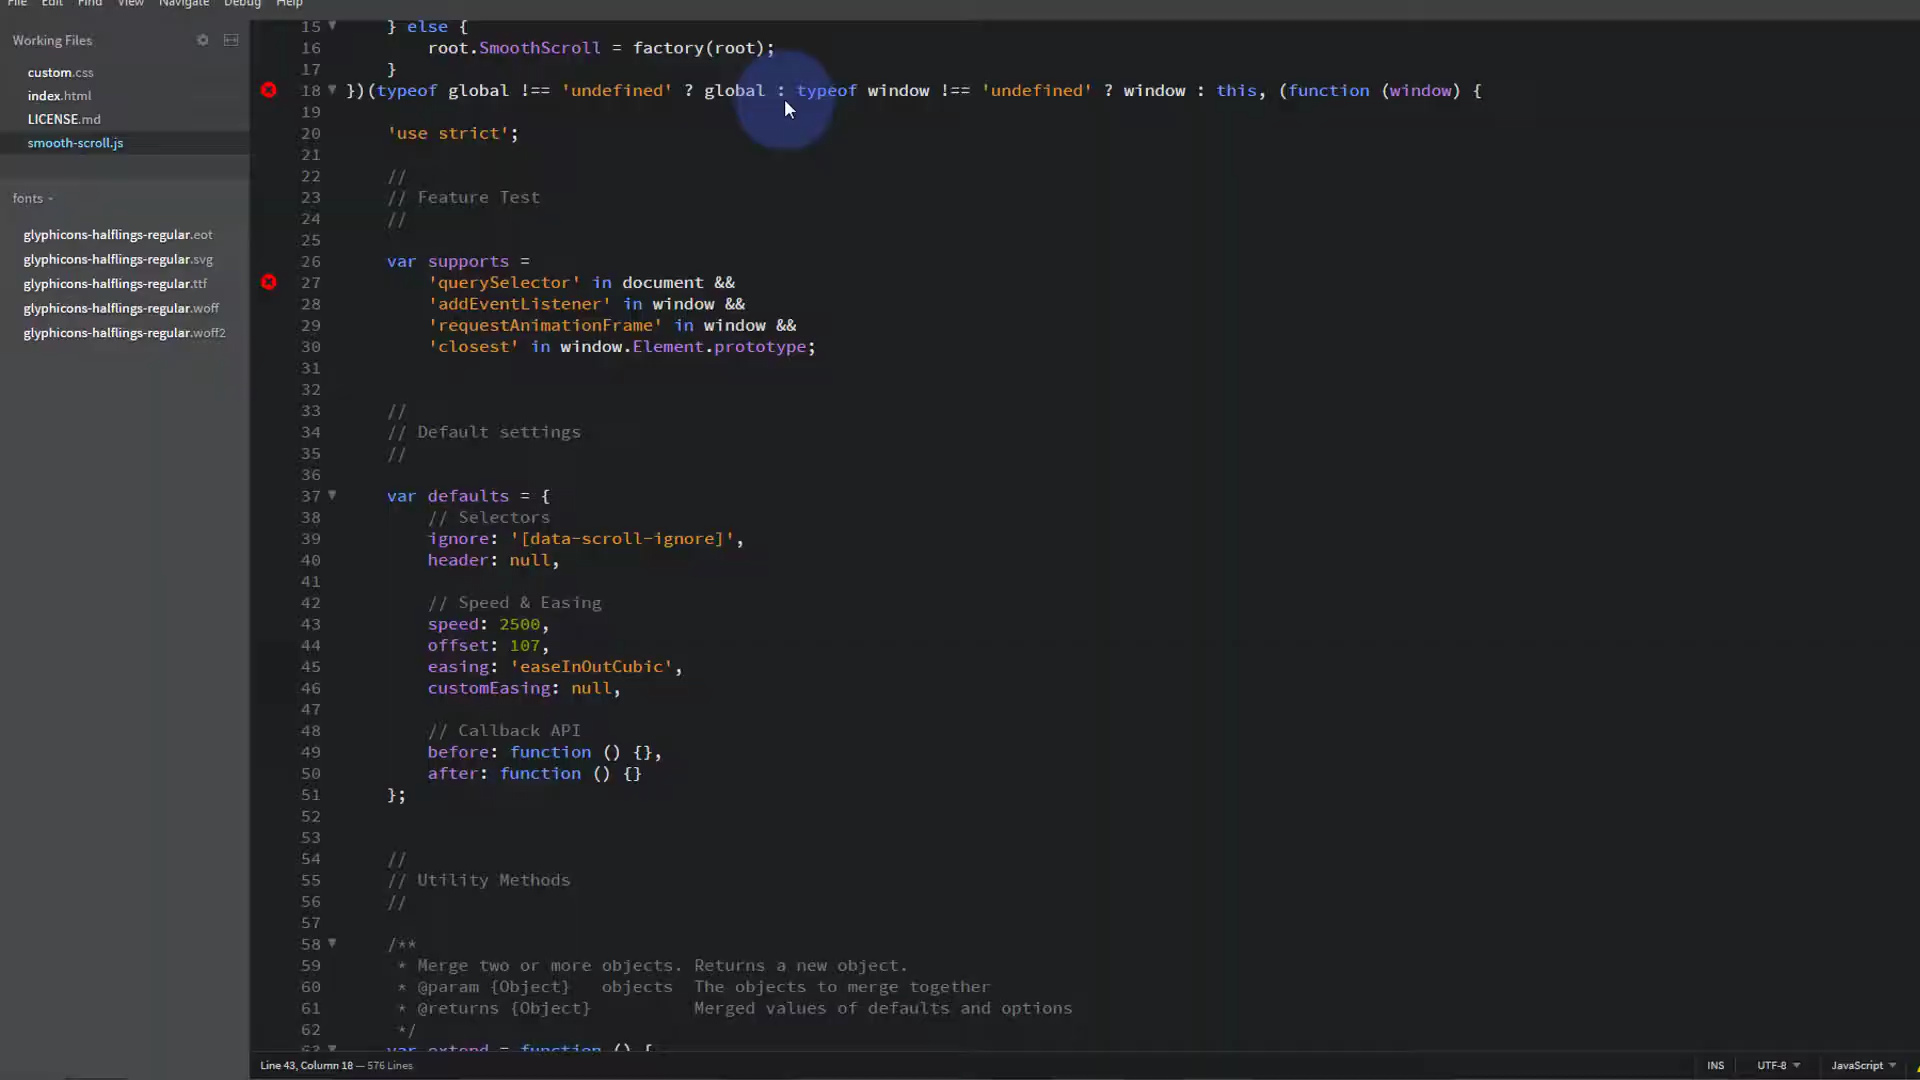 File Edit Find View Navigate Debug Help
Working Files
custom.css
index.html
LICENSE.md
smooth-scroll.js
fonts
glyphicons-halflings-regular.eot
glyphicons-halflings-regular.svg
glyphicons-halflings-regular.ttf
glyphicons-halflings-regular.woff
glyphicons-halflings-regular.woff2
15 } else {
16 root.SmoothScroll = factory(root);
17 }
18 })(typeof global !== 'undefined' ? global : typeof window !== 'undefined' ? window : this, (function (window) {
19
20 'use strict';
21
22 //
23 // Feature Test
24 //
25
26 var supports =
27 'querySelector' in document &&
28 'addEventListener' in window &&
29 'requestAnimationFrame' in window &&
30 'closest' in window.Element.prototype;
31
32
33 //
34 // Default settings
35 //
36
37 var defaults = {
38 // Selectors
39 ignore: '[data-scroll-ignore]',
40 header: null,
41
42 // Speed & Easing
43 speed: 2500,
44 offset: 107,
45 easing: 'easeInOutCubic',
46 customEasing: null,
47
48 // Callback API
49 before: function () {},
50 after: function () {}
51 };
52
53
54 //
55 // Utility Methods
56 //
57
58 /**
59 * Merge two or more objects. Returns a new object.
60 * @param {Object} objects The objects to merge together
61 * @returns {Object} Merged values of defaults and options
62 */
63 var extend = function () {
Line 43, Column 18 — 576 Lines
INS UTF-8 JavaScript